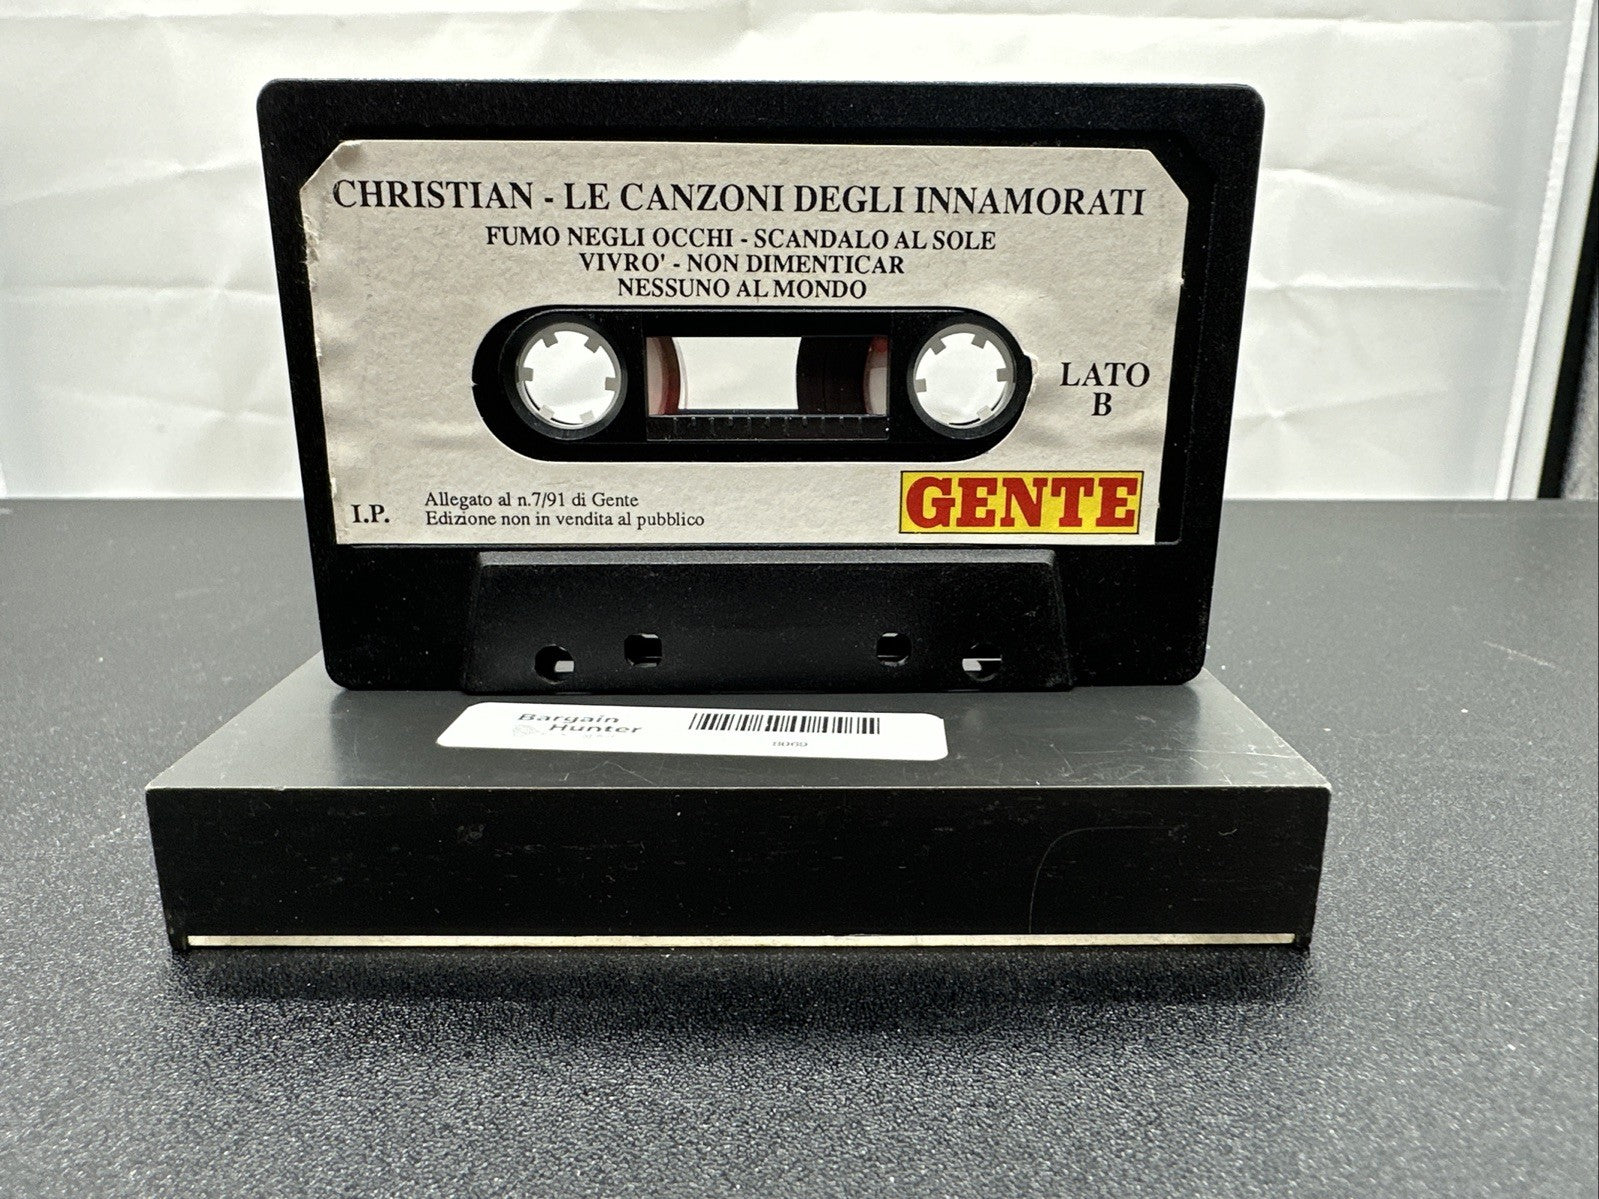 CHRISTIAN - LE CANZONI DEGLI INNAMORATI
FUMO NEGLI OCCHI - SCANDALO AL SOLE
VIVRO' - NON DIMENTICAR
NESSUNO AL MONDO
LATO
B
I.P.
Allegato al n.7/91 di Gente
Edizione non in vendita al pubblico
GENTE
Bargain
Hunter